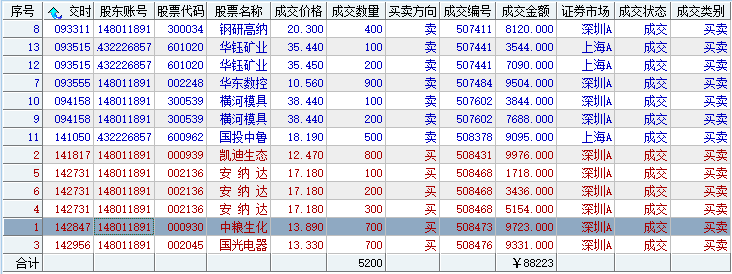 序号 交时 股东账号 股票代码 股票名称 成交价格 成交数量 买卖方向 成交编号 成交金额 证券市场 成交状态 成交类别
8 093311 148011891 300034 钢研高纳 20.300 400 卖 507411 8120.000 深圳A 成交 买卖
13 093515 432226857 601020 华钰矿业 35.440 100 卖 507441 3544.000 上海A 成交 买卖
12 093515 432226857 601020 华钰矿业 35.450 200 卖 507441 7090.000 上海A 成交 买卖
7 093555 148011891 002248 华东数控 10.560 900 卖 507484 9504.000 深圳A 成交 买卖
10 094158 148011891 300539 横河模具 38.440 100 卖 507602 3844.000 深圳A 成交 买卖
9 094158 148011891 300539 横河模具 38.440 200 卖 507602 7688.000 深圳A 成交 买卖
11 141050 432226857 600962 国投中鲁 18.190 500 卖 508378 9095.000 上海A 成交 买卖
2 141817 148011891 000939 凯迪生态 12.470 800 买 508431 9976.000 深圳A 成交 买卖
5 142731 148011891 002136 安 纳 达 17.180 100 买 508468 1718.000 深圳A 成交 买卖
6 142731 148011891 002136 安 纳 达 17.180 200 买 508468 3436.000 深圳A 成交 买卖
4 142731 148011891 002136 安 纳 达 17.180 300 买 508468 5154.000 深圳A 成交 买卖
1 142847 148011891 000930 中粮生化 13.890 700 买 508473 9723.000 深圳A 成交 买卖
3 142956 148011891 002045 国光电器 13.330 700 买 508476 9331.000 深圳A 成交 买卖
合计 5200 ￥88223